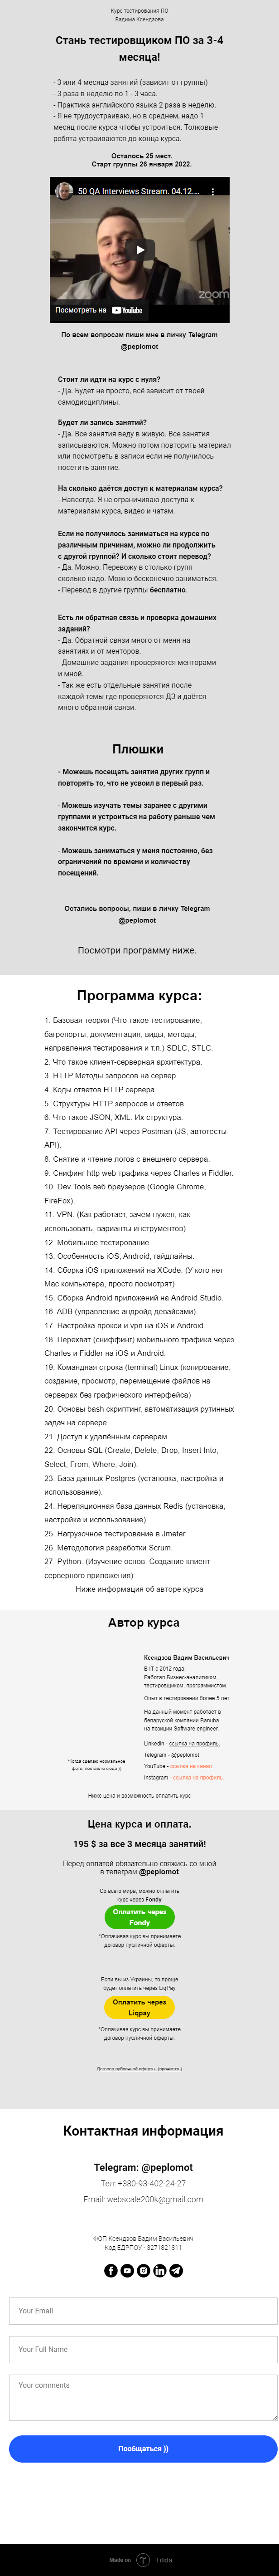 Курс тестирования ПО
Вадима Ксендзова
Стань тестировщиком ПО за 3-4
месяца!
- 3 или 4 месяца занятий (зависит от группы)
- 3 раза в неделю по 1 - 3 часа.
- Практика английского языка 2 раза в неделю.
- Я не трудоустраиваю, но в среднем, надо 1
месяц после курса чтобы устроиться. Толковые
ребята устраиваются до конца курса.
Осталось 25 мест.
Старт группы 26 января 2022.
50 QA Interviews Stream. 04.12....
zoom
Посмотреть на YouTube
По всем вопросам пиши мне в личку Telegram
@peplomot
Стоит ли идти на курс с нуля?
- Да. Будет не просто, всё зависит от твоей
самодисциплины.
Будет ли запись занятий?
- Да. Все занятия веду в живую. Все занятия
записываются. Можно потом повторить материал
или посмотреть в записи если не получилось
посетить занятие.
На сколько даётся доступ к материалам курса?
- Навсегда. Я не ограничиваю доступа к
материалам курса, видео и чатам.
Если не получилось заниматься на курсе по
различным причинам, можно ли продолжить
с другой группой? И сколько стоит перевод?
- Да. Можно. Перевожу в столько групп
сколько надо. Можно бесконечно заниматься.
- Перевод в другие группы бесплатно.
Есть ли обратная связь и проверка домашних
заданий?
- Да. Обратной связи много от меня на
занятиях и от менторов.
- Домашние задания проверяются менторами
и мной.
- Так же есть отдельные занятия после
каждой темы где проверяются ДЗ и даётся
много обратной связи.
Плюшки
- Можешь посещать занятия других групп и
повторять то, что не усвоил в первый раз.
- Можешь изучать темы заранее с другими
группами и устроиться на работу раньше чем
закончится курс.
- Можешь заниматься у меня постоянно, без
ограничений по времени и количеству
посещений.
Остались вопросы, пиши в личку Telegram
@peplomot
Посмотри программу ниже.
Программа курса:
1. Базовая теория (Что такое тестирование,
багрепорты, документация, виды, методы,
направления тестирования и т.п.) SDLC, STLC.
2. Что такое клиент-серверная архитектура.
3. HTTP Методы запросов на сервер.
4. Коды ответов HTTP сервера.
5. Структуры HTTP запросов и ответов.
6. Что такое JSON, XML. Их структура.
7. Тестирование API через Postman (JS, автотесты
API).
8. Снятие и чтение логов с внешнего сервера.
9. Снифинг http web трафика через Charles и Fiddler.
10. Dev Tools веб браузеров (Google Chrome,
FireFox).
11. VPN. (Как работает, зачем нужен, как
использовать, варианты инструментов)
12. Мобильное тестирование.
13. Особенность iOS, Android, гайдлайны.
14. Сборка iOS приложений на XCode. (У кого нет
Mac компьютера, просто посмотрят)
15. Сборка Android приложений на Android Studio.
16. ADB (управление андройд девайсами).
17. Настройка прокси и vpn на iOS и Android.
18. Перехват (сниффинг) мобильного трафика через
Charles и Fiddler на iOS и Android.
19. Командная строка (terminal) Linux (копирование,
создание, просмотр, перемещение файлов на
серверах без графического интерфейса)
20. Основы bash скриптинг, автоматизация рутинных
задач на сервере.
21. Доступ к удалённым серверам.
22. Основы SQL (Create, Delete, Drop, Insert Into,
Select, From, Where, Join).
23. База данных Postgres (установка, настройка и
использование).
24. Нереляционная база данных Redis (установка,
настройка и использование).
25. Нагрузочное тестирование в Jmeter.
26. Методология разработки Scrum.
27. Python. (Изучение основ. Создание клиент
серверного приложения)
Ниже информация об авторе курса
Автор курса
Ксендзов Вадим Васильевич
В IT с 2012 года.
Работал Бизнес-аналитиком,
тестировщиком, программистом.
Опыт в тестировании более 5 лет.
На данный момент работает в
беларуской компании Banuba
на позиции Software engineer.
Linkedin - ссылка на профиль.
Telegram - @peplomot
YouTube - ссылка на канал.
Instagram - ссылка на профиль.
*Когда сделаю нормальное
фото, поставлю сюда )).
Ниже цена и возможность оплатить курс
Цена курса и оплата.
195 $ за все 3 месяца занятий!
Перед оплатой обязательно свяжись со мной
в телеграм @peplomot
Со всего мира, можно оплатить
курс через Fondy
Оплатить через
Fondy
*Оплачивая курс вы принимаете
договор публичной оферты.
Если вы из Украины, то проще
будет оплатить через LiqPay
Оплатить через
Liqpay
*Оплачивая курс вы принимаете
договор публичной оферты.
Договор публичной оферты. (прочитать)
Контактная информация
Telegram: @peplomot
Тел: +380-93-402-24-27
Email: webscale200k@gmail.com
ФОП Ксендзов Вадим Васильевич
Код ЕДРПОУ - 3271321811
Your Email
Your Full Name
Your comments
Пообщаться ))
Made on Tilda